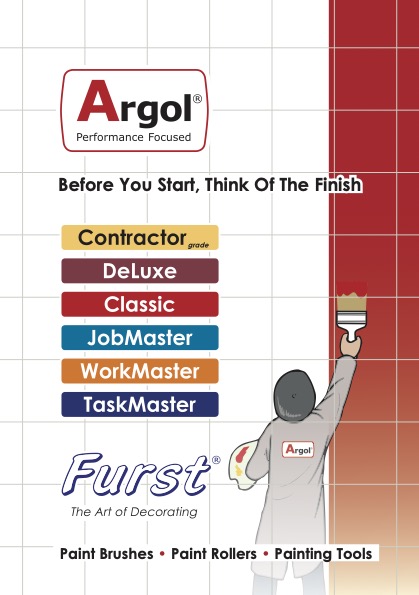 Argol®
Performance Focused
Before You Start, Think Of The Finish
Contractor grade
DeLuxe
Classic
JobMaster
WorkMaster
TaskMaster
Argol®
Furst®
The Art of Decorating
Paint Brushes • Paint Rollers • Painting Tools